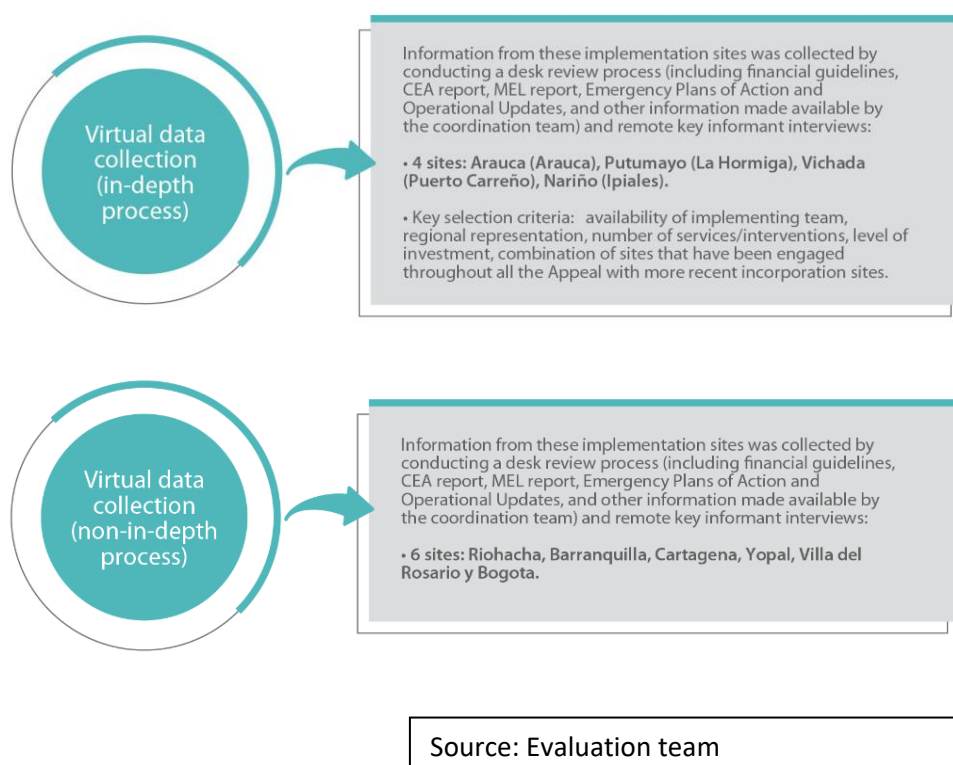 Virtual data
collection
(in-depth
process)
Information from these implementation sites was collected by
conducting a desk review process (including financial guidelines,
CEA report, MEL report, Emergency Plans of Action and
Operational Updates, and other information made available by
the coordination team) and remote key informant interviews:
• 4 sites: Arauca (Arauca), Putumayo (La Hormiga), Vichada
(Puerto Carreño), Nariño (Ipiales).
• Key selection criteria: availability of implementing team,
regional representation, number of services/interventions, level of
investment, combination of sites that have been engaged
throughout all the Appeal with more recent incorporation sites.
Virtual data
collection
(non-in-depth
process)
Information from these implementation sites was collected by
conducting a desk review process (including financial guidelines,
CEA report, MEL report, Emergency Plans of Action and
Operational Updates, and other information made available by
the coordination team) and remote key informant interviews:
• 6 sites: Riohacha, Barranquilla, Cartagena, Yopal, Villa del
Rosario y Bogota.
Source: Evaluation team